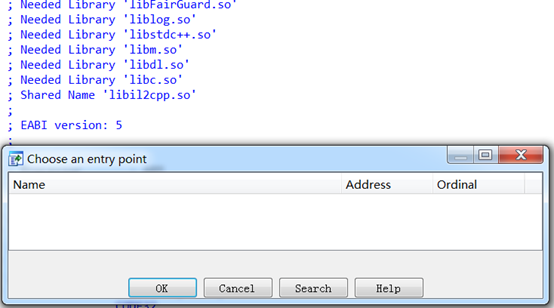 ; Needed Library 'libFairGuard.so'
; Needed Library 'liblog.so'
; Needed Library 'libstdc++.so'
; Needed Library 'libm.so'
; Needed Library 'libdl.so'
; Needed Library 'libc.so'
; Shared Name 'libil2cpp.so'
;
; EABI version: 5
;
Choose an entry point
Name Address Ordinal
OK Cancel Search Help